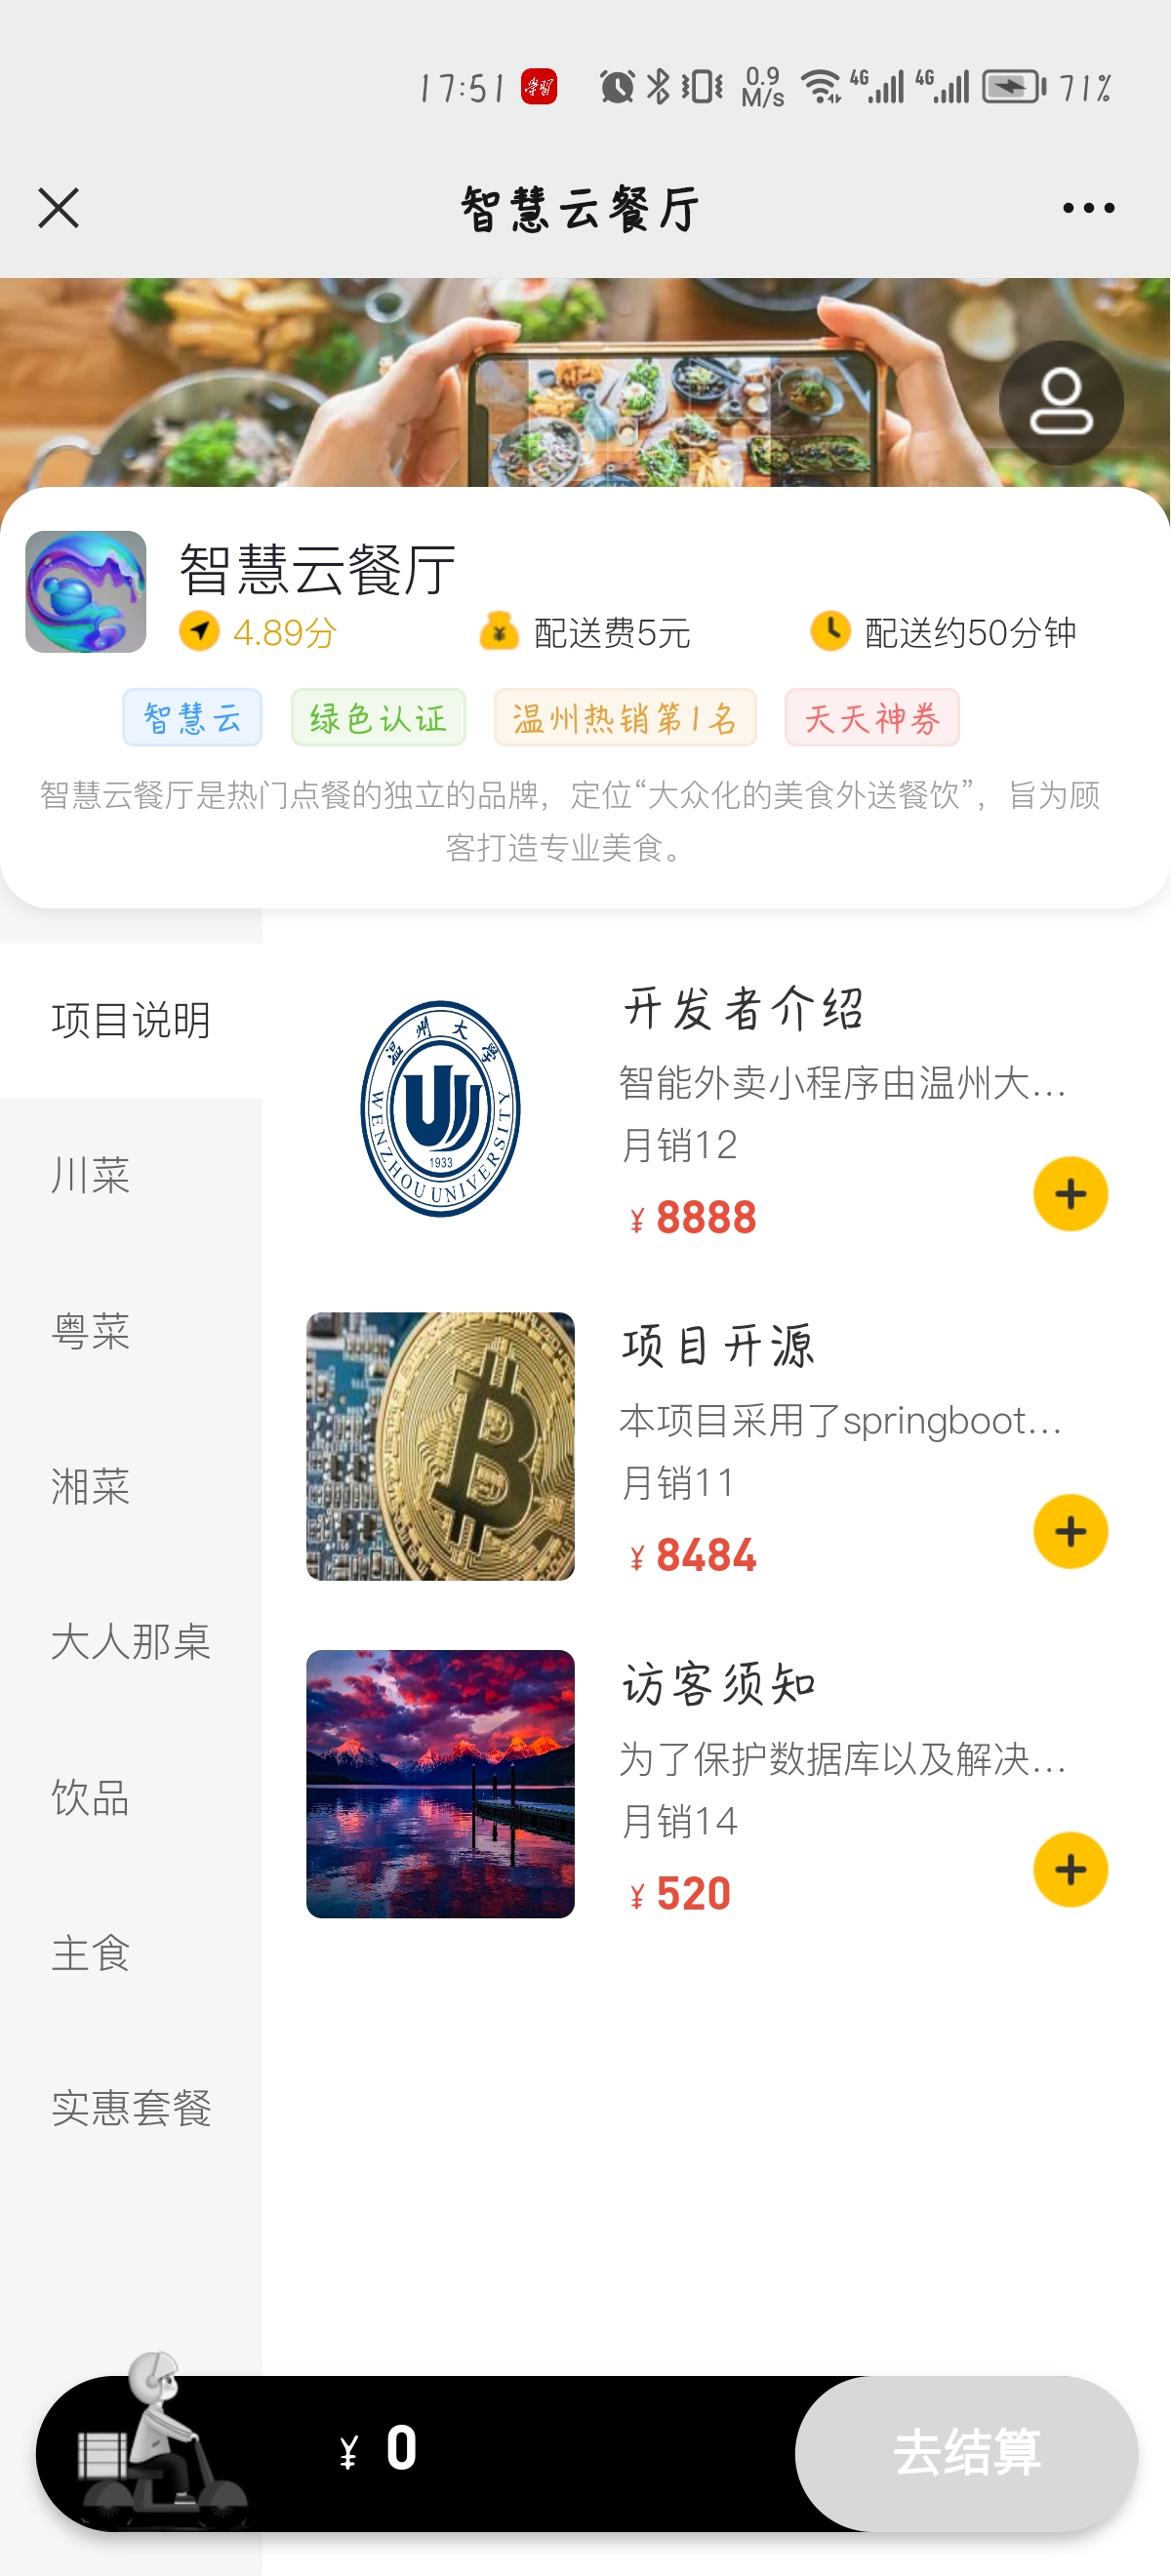 17:51 学习 0.9 M/s 4G 4G 71%
智慧云餐厅
智慧云餐厅
4.89分 配送费5元 配送约50分钟
智慧云 绿色认证 温州热销第1名 天天神券
智慧云餐厅是热门点餐的独立的品牌，定位“大众化的美食外送餐饮”，旨为顾
客打造专业美食。
项目说明
川菜
粤菜
湘菜
大人那桌
饮品
主食
实惠套餐
温州大学
1933
WENZHOU UNIVERSITY
开发者介绍
智能外卖小程序由温州大...
月销12
¥ 8888
项目开源
本项目采用了springboot...
月销11
¥ 8484
访客须知
为了保护数据库以及解决...
月销14
¥ 520
¥ 0
去结算